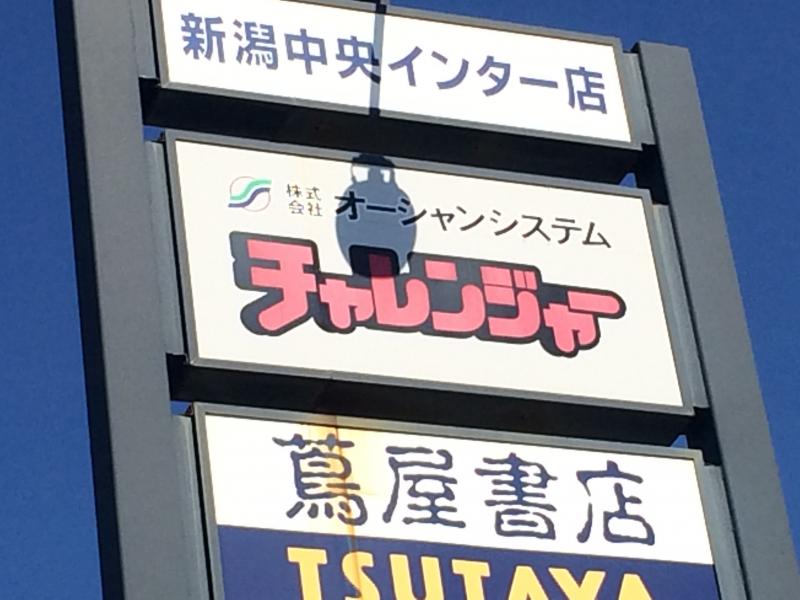 新潟中央インター店
株式
会社 オーシャンシステム
チャレンジャー
蔦屋書店
TSUTAYA